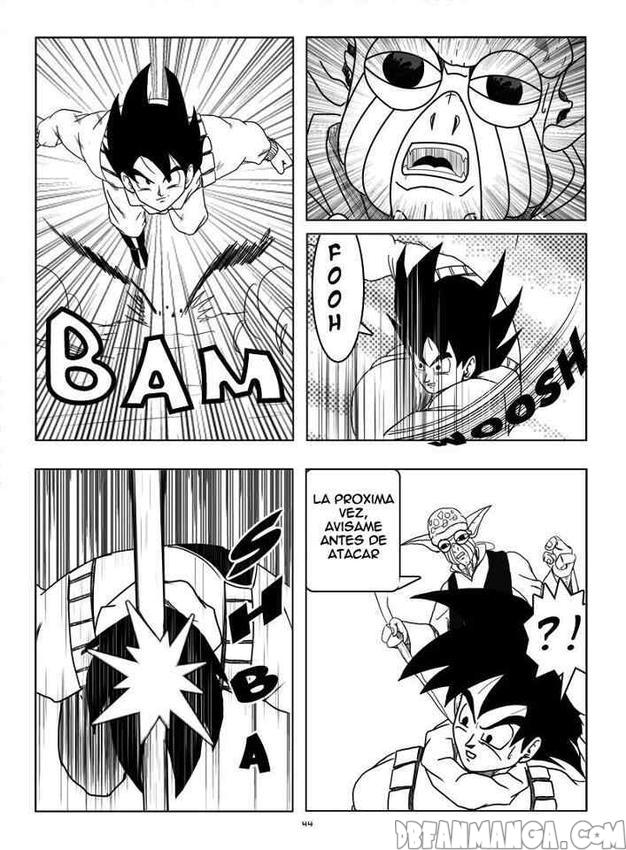 BAM
FOOH
WOOSH
SHBA
LA PROXIMA
VEZ,
AVISAME
ANTES DE
ATACAR
?!
44
DBFANMANGA.COM